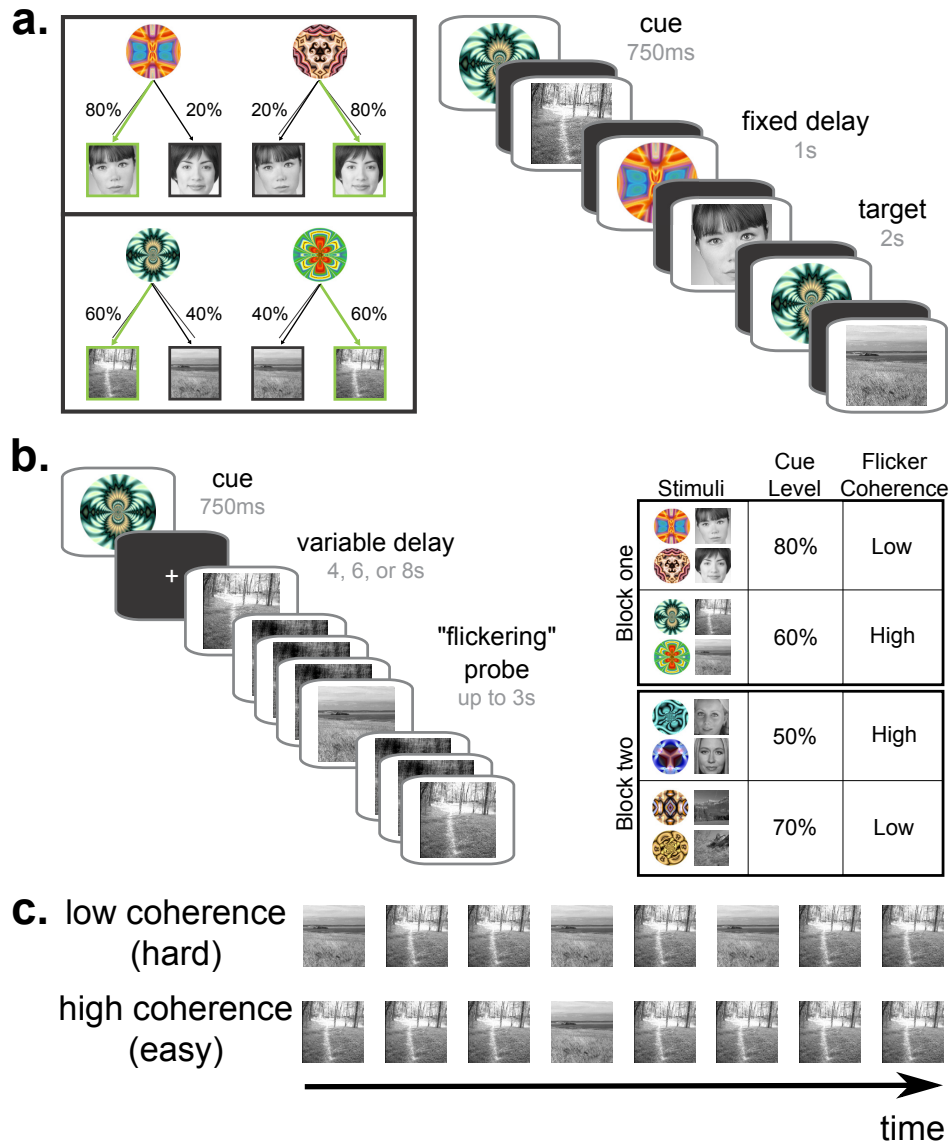 a.
80%
20%
20%
80%
60%
40%
40%
60%
cue
750ms
fixed delay
1s
target
2s
b.
cue
750ms
+
variable delay
4, 6, or 8s
"flickering"
probe
up to 3s
Stimuli
Cue
Level
Flicker
Coherence
Block one
80%
Low
60%
High
Block two
50%
High
70%
Low
c.
low coherence
(hard)
high coherence
(easy)
time